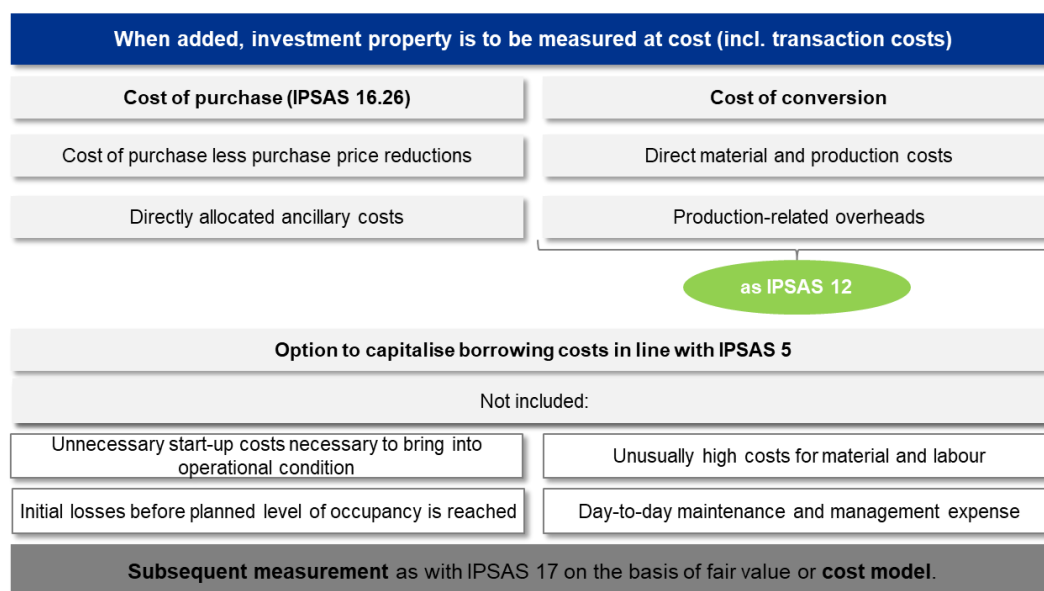 When added, investment property is to be measured at cost (incl. transaction costs)
Cost of purchase (IPSAS 16.26)
Cost of conversion
Cost of purchase less purchase price reductions
Direct material and production costs
Directly allocated ancillary costs
Production-related overheads
as IPSAS 12
Option to capitalise borrowing costs in line with IPSAS 5
Not included:
Unnecessary start-up costs necessary to bring into
operational condition
Unusually high costs for material and labour
Initial losses before planned level of occupancy is reached
Day-to-day maintenance and management expense
Subsequent measurement as with IPSAS 17 on the basis of fair value or cost model.